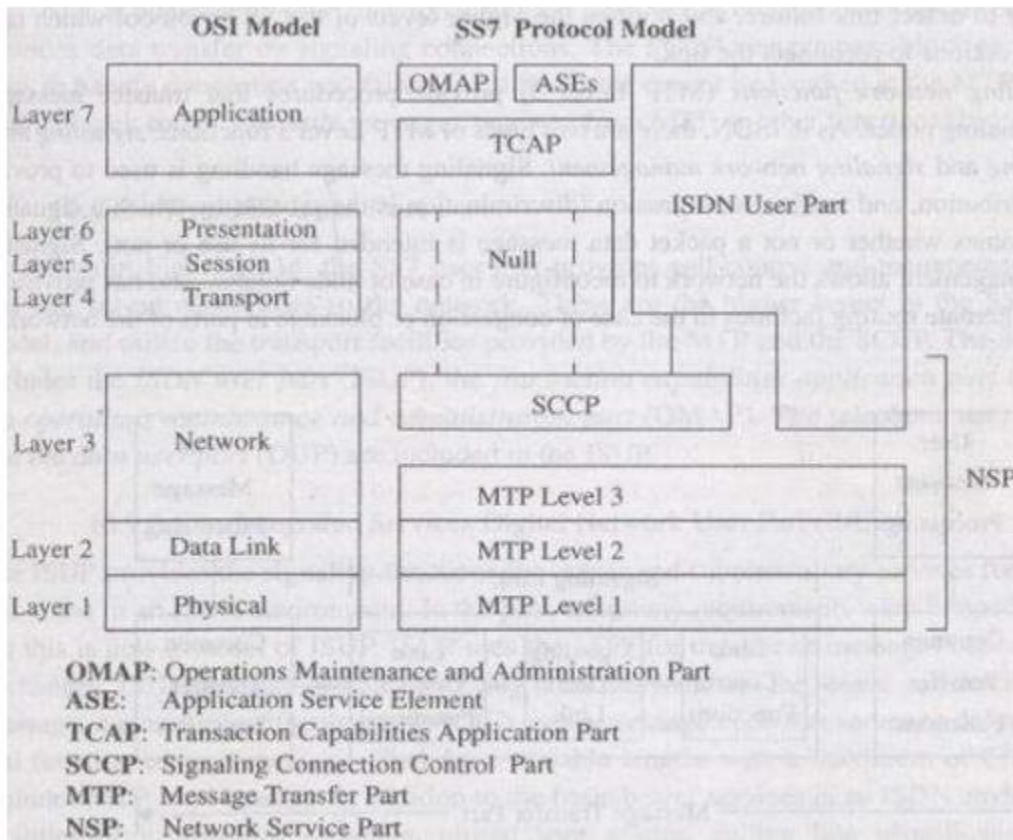 OSI Model SS7 Protocol Model
OMAP ASEs
Layer 7 Application
TCAP
ISDN User Part
Layer 6 Presentation
Layer 5 Session Null
Layer 4 Transport
SCCP
Layer 3 Network
NSP
MTP Level 3
Layer 2 Data Link MTP Level 2
Layer 1 Physical MTP Level 1
OMAP: Operations Maintenance and Administration Part
ASE: Application Service Element
TCAP: Transaction Capabilities Application Part
SCCP: Signaling Connection Control Part
MTP: Message Transfer Part
NSP: Network Service Part